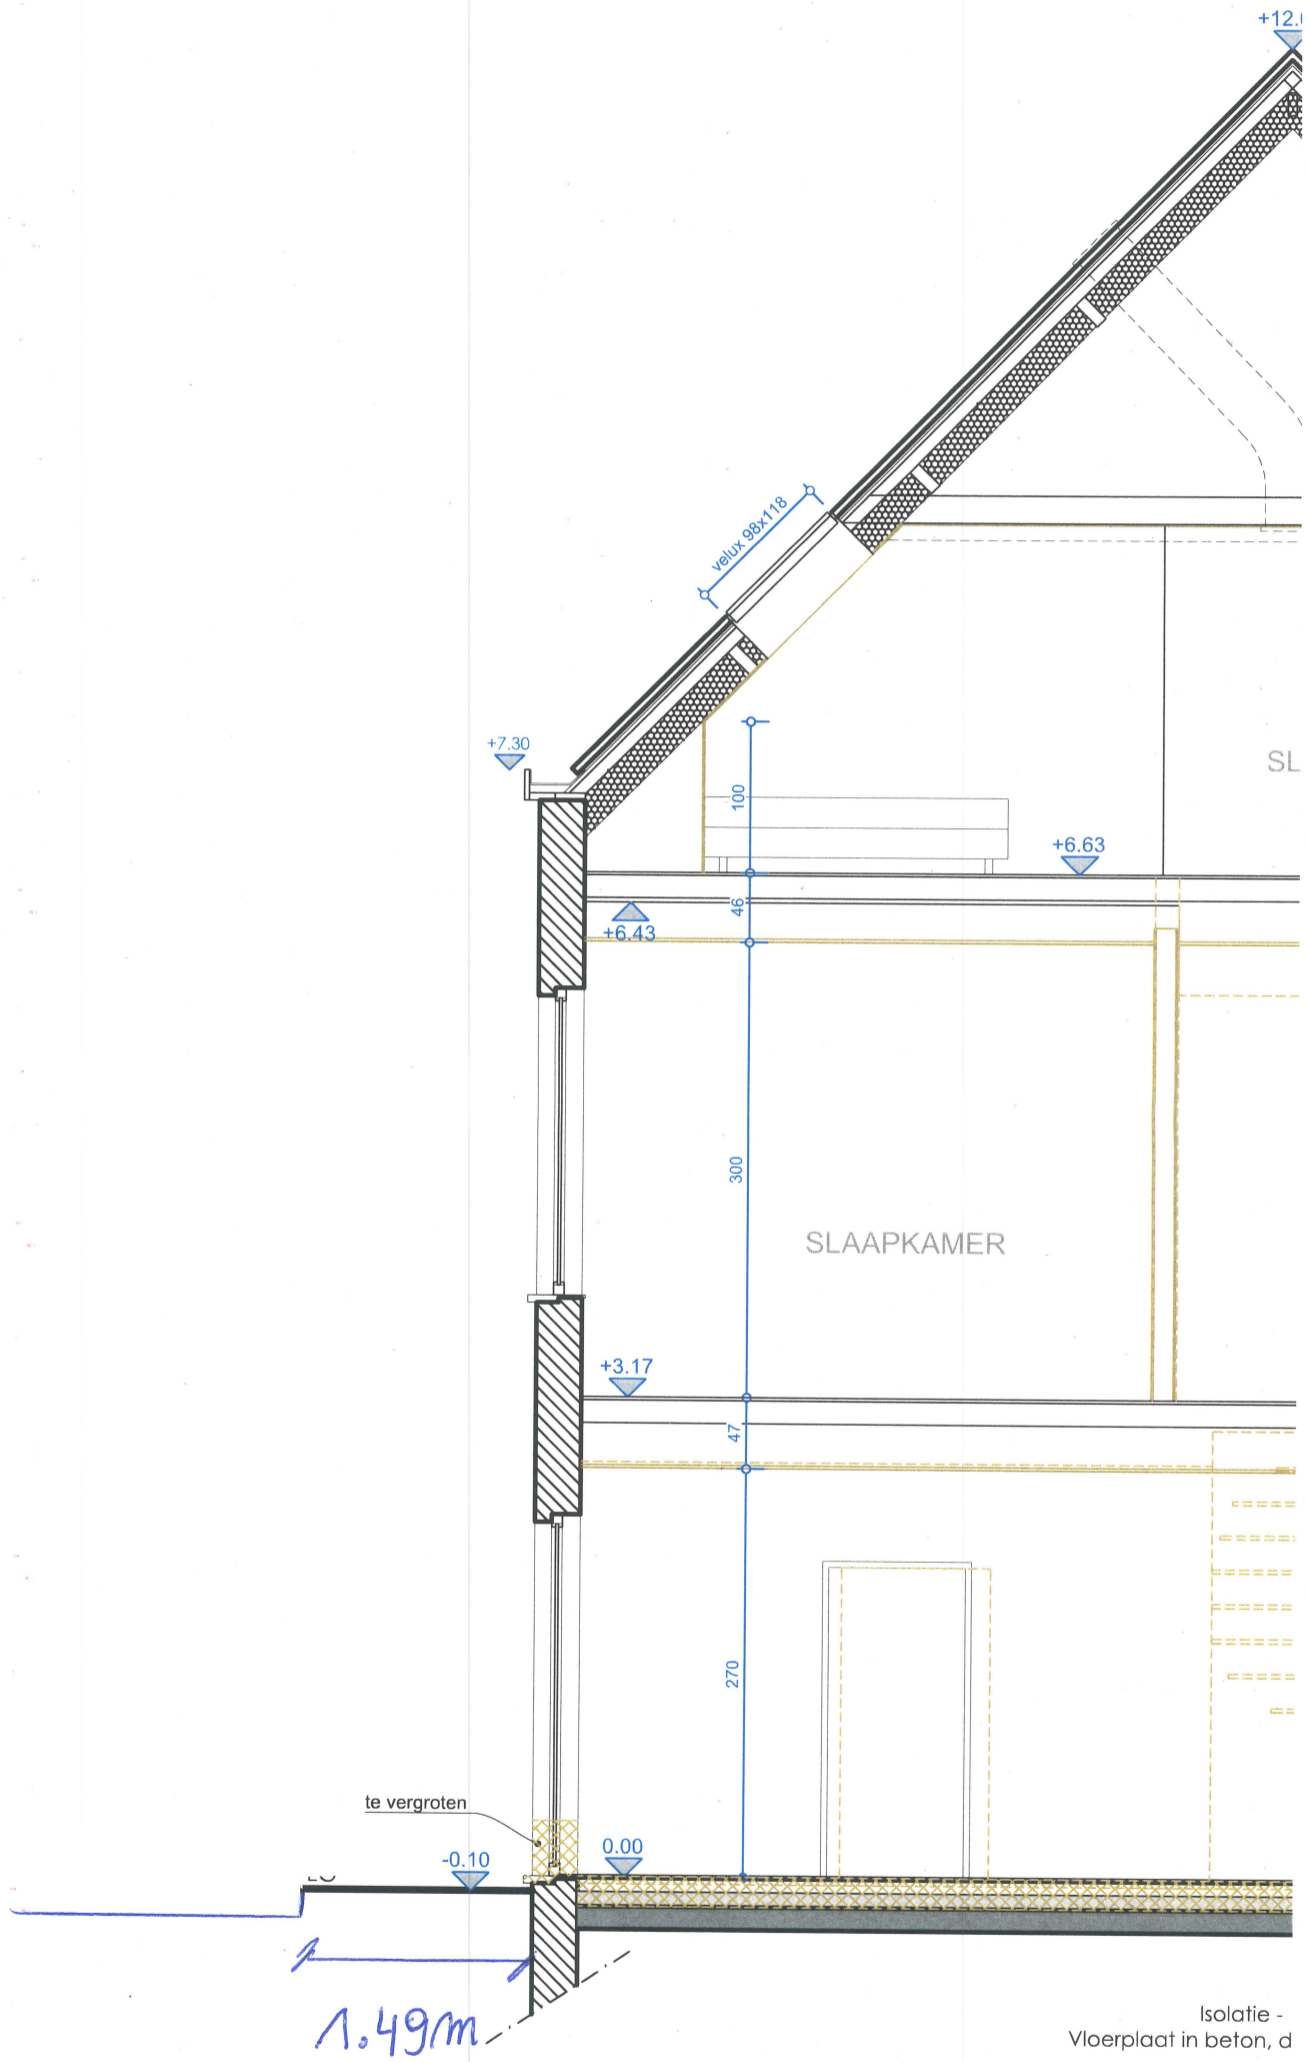 +12.
velux 98x118
+7.30
100
SL
+6.63
46
+6.43
300
SLAAPKAMER
+3.17
47
270
te vergroten
-0.10
0.00
1.49m
Isolatie -
Vloerplaat in beton, d